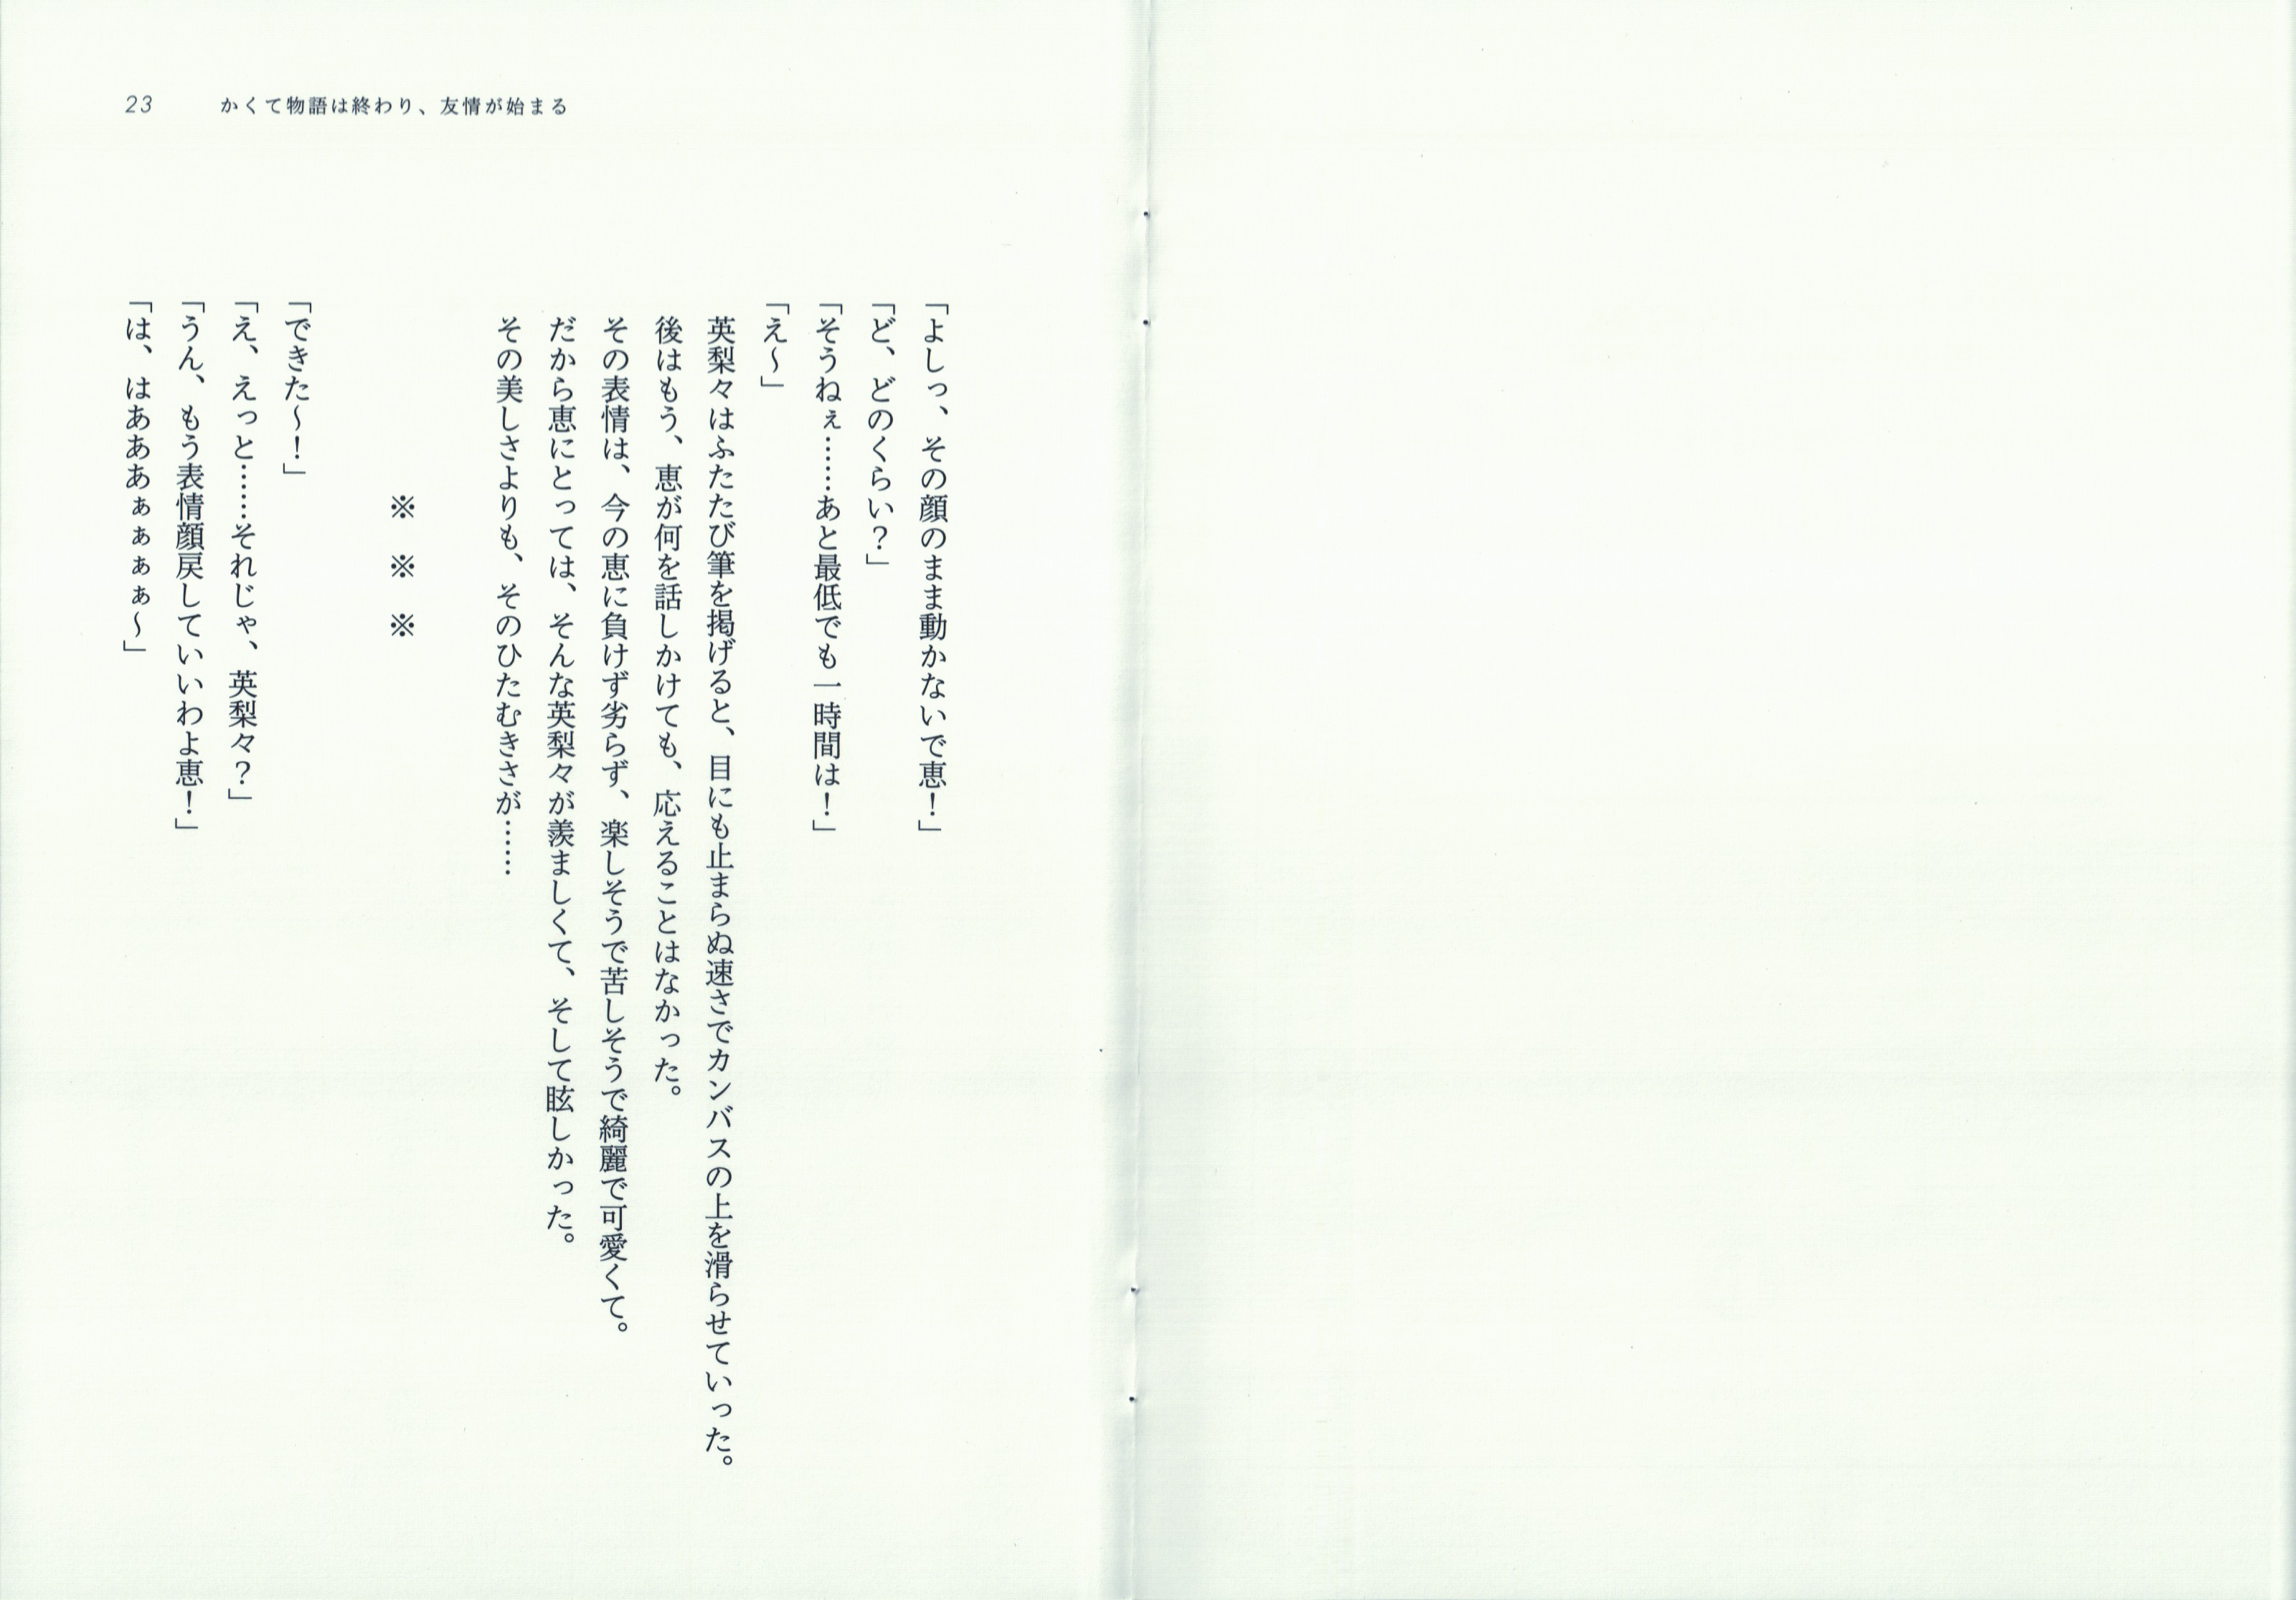 23 かくて物語は終わり、友情が始まる
「よしっ、その顔のまま動かないで恵！」
「ど、どのくらい？」
「そうねぇ……あと最低でも一時間は！」
「え～」
英梨々はふたたび筆を掲げると、目にも止まらぬ速さでカンバスの上を滑らせていった。
後はもう、恵が何を話しかけても、応えることはなかった。
その表情は、今の恵に負けず劣らず、楽しそうで苦しそうで綺麗で可愛くて。
だから恵にとっては、そんな英梨々が羨ましくて、そして眩しかった。
その美しさよりも、そのひたむきさが……
※　※　※
「できた～！」
「え、えっと……それじゃ、英梨々？」
「うん、もう表情顔戻していいわよ恵！」
「は、はあああぁぁぁぁ～」